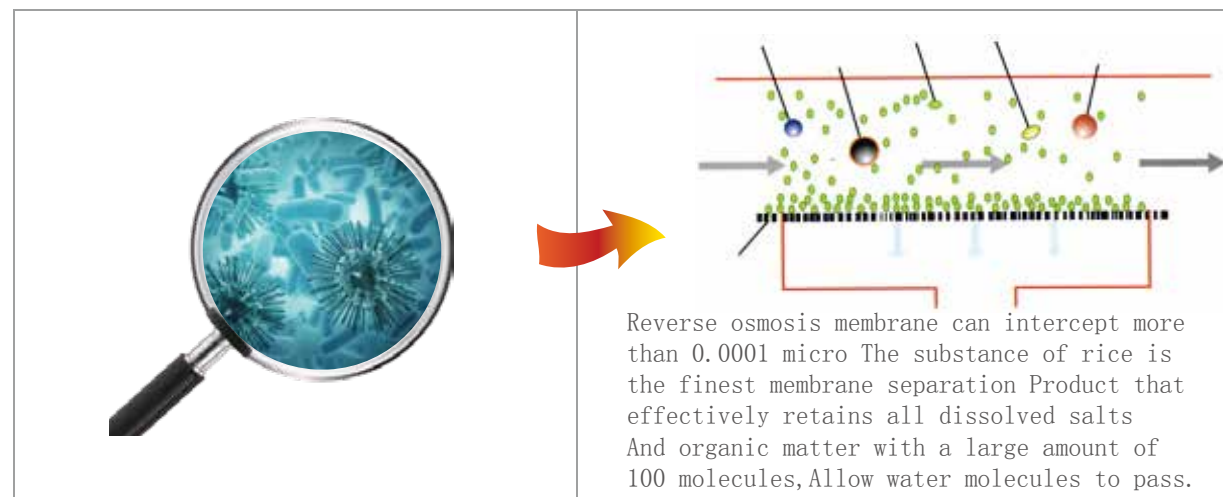 Reverse osmosis membrane can intercept more
than 0.0001 micro The substance of rice is
the finest membrane separation Product that
effectively retains all dissolved salts
And organic matter with a large amount of
100 molecules,Allow water molecules to pass.